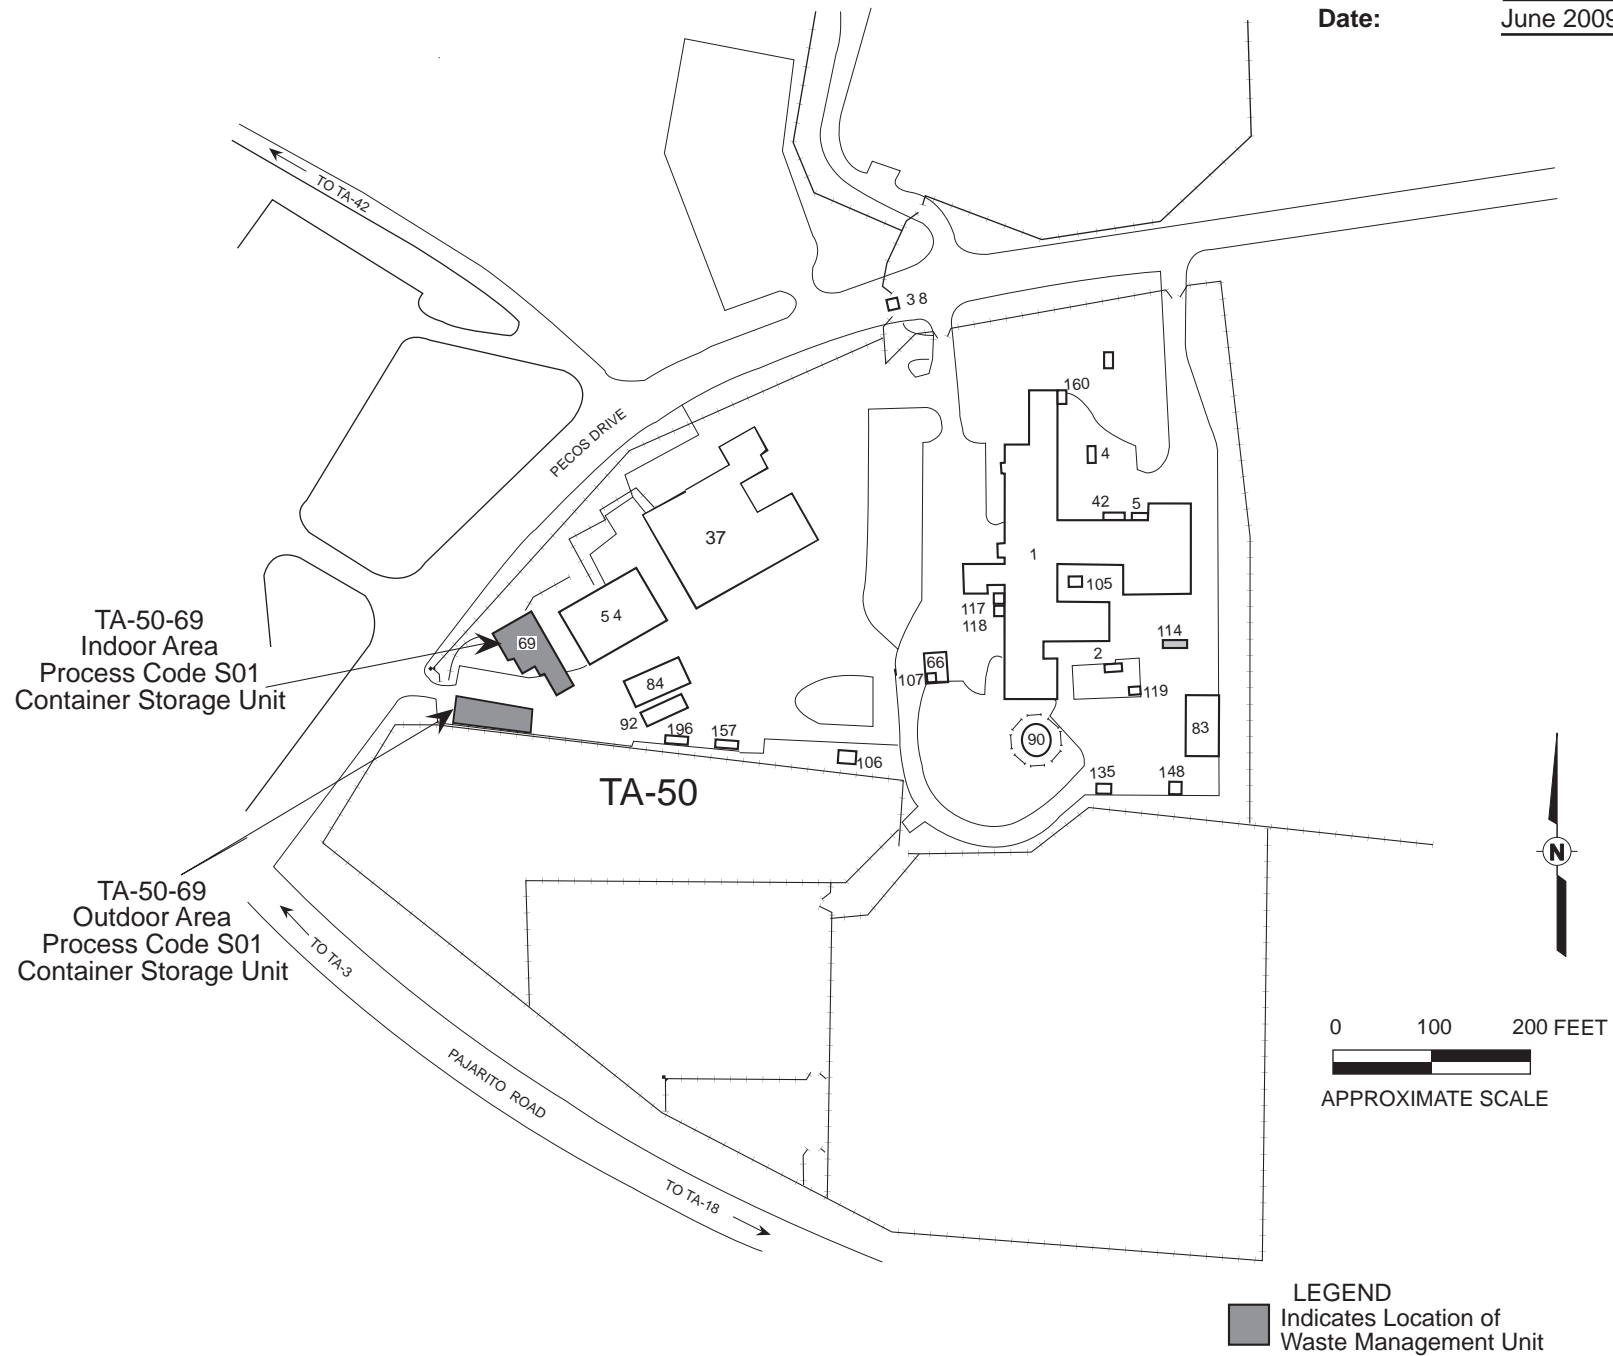 Date: June 2009
TO TA-42
38
160
PECOS DRIVE
4
42 5
37
1
105
TA-50-69
Indoor Area
Process Code S01
Container Storage Unit
54
117
118
69
114
66
2
107
84
119
92
196 157
83
90
106
135 148
TA-50
N
TA-50-69
Outdoor Area
Process Code S01
Container Storage Unit
TO TA-3
0 100 200 FEET
APPROXIMATE SCALE
PAJARITO ROAD
TO TA-18
LEGEND
Indicates Location of
Waste Management Unit